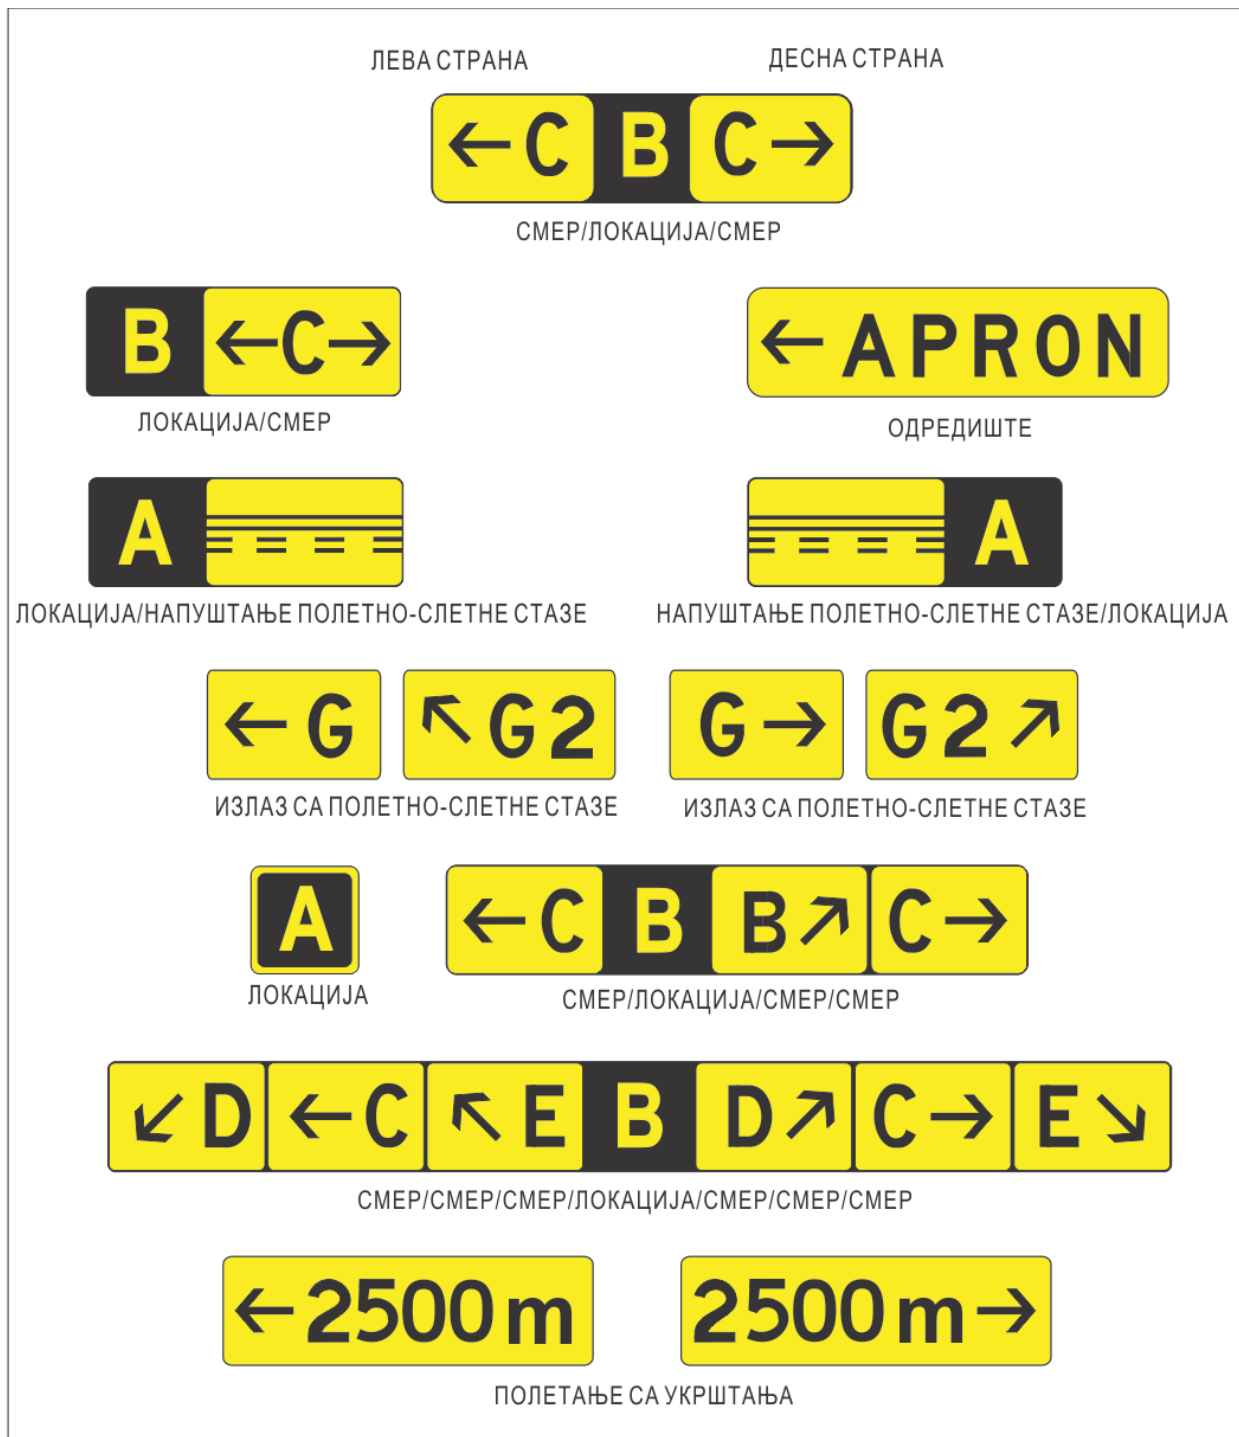 ЛЕВА СТРАНА ДЕСНА СТРАНА
←C B C→
СМЕР/ЛОКАЦИЈА/СМЕР
B ←C→ ←APRON
ЛОКАЦИЈА/СМЕР ОДРЕДИШТЕ
A A
ЛОКАЦИЈА/НАПУШТАЊЕ ПОЛЕТНО-СЛЕТНЕ СТАЗЕ НАПУШТАЊЕ ПОЛЕТНО-СЛЕТНЕ СТАЗЕ/ЛОКАЦИЈА
←G ↖G2 G→ G2↗
ИЗЛАЗ СА ПОЛЕТНО-СЛЕТНЕ СТАЗЕ ИЗЛАЗ СА ПОЛЕТНО-СЛЕТНЕ СТАЗЕ
A ←C B B↗ C→
ЛОКАЦИЈА СМЕР/ЛОКАЦИЈА/СМЕР/СМЕР
↙D ←C ↖E B D↗ C→ E↘
СМЕР/СМЕР/СМЕР/ЛОКАЦИЈА/СМЕР/СМЕР/СМЕР
←2500m 2500m→
ПОЛЕТАЊЕ СА УКРШТАЊА